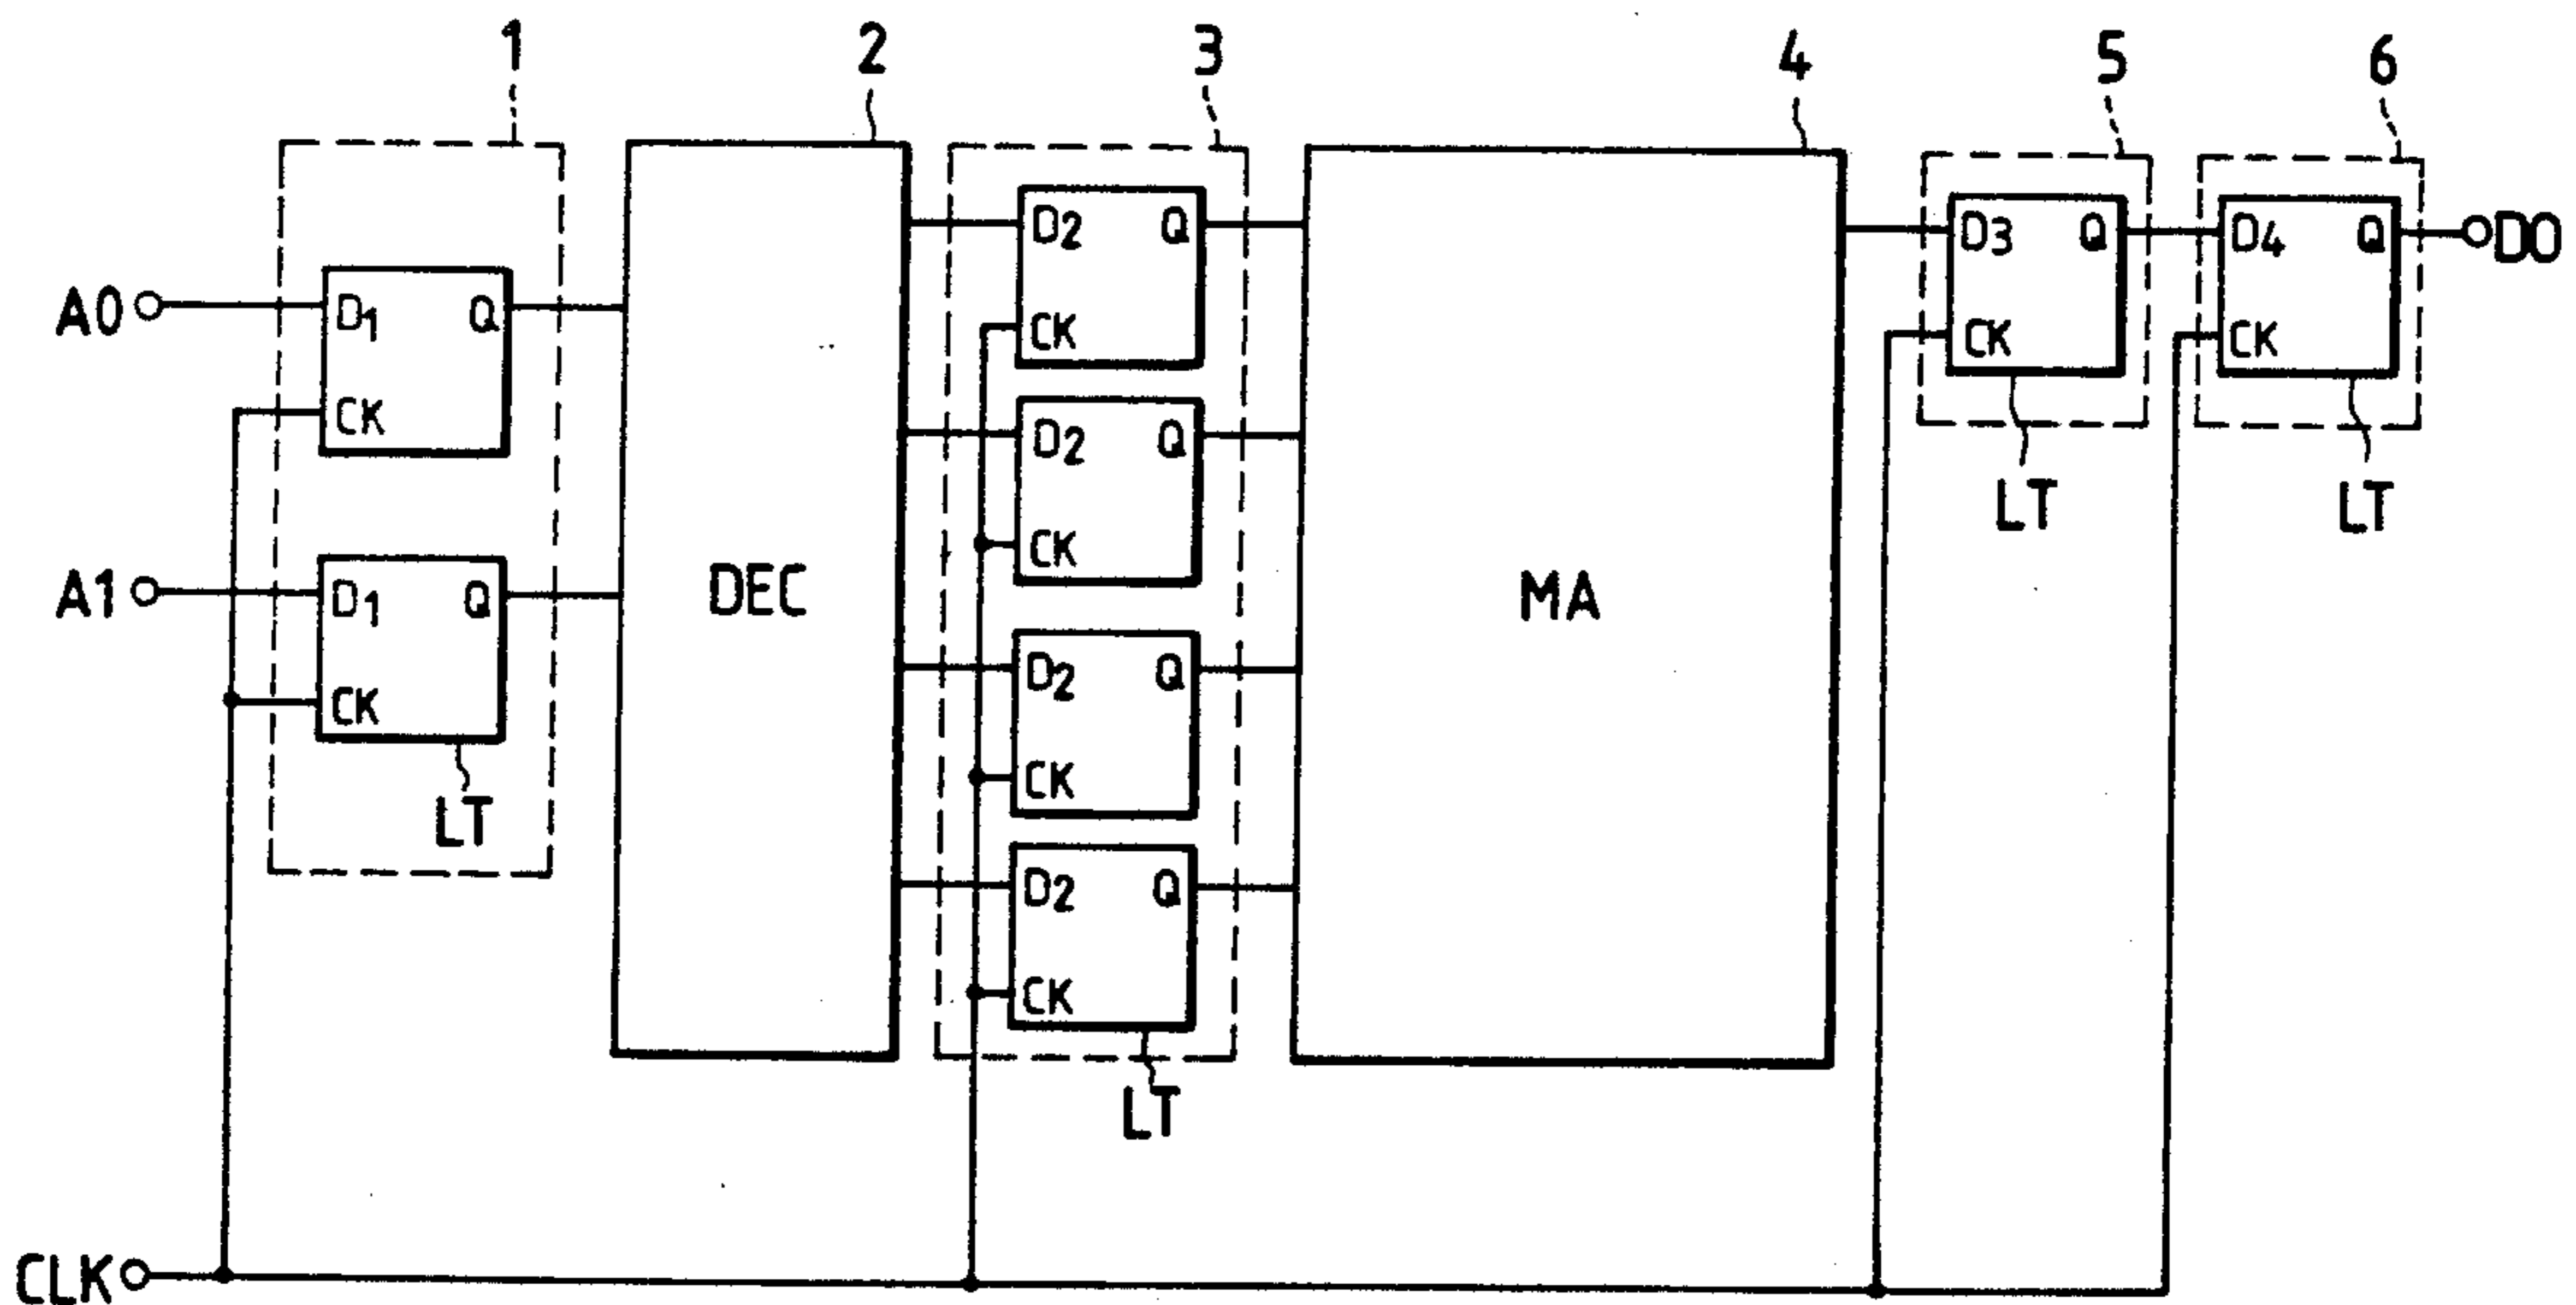 1 2 3 4 5 6
A0 D1 Q CK
A1 D1 Q CK
LT
DEC
D2 Q CK
D2 Q CK
D2 Q CK
D2 Q CK
LT
MA
D3 Q CK
LT
D4 Q CK
LT
DO
CLK